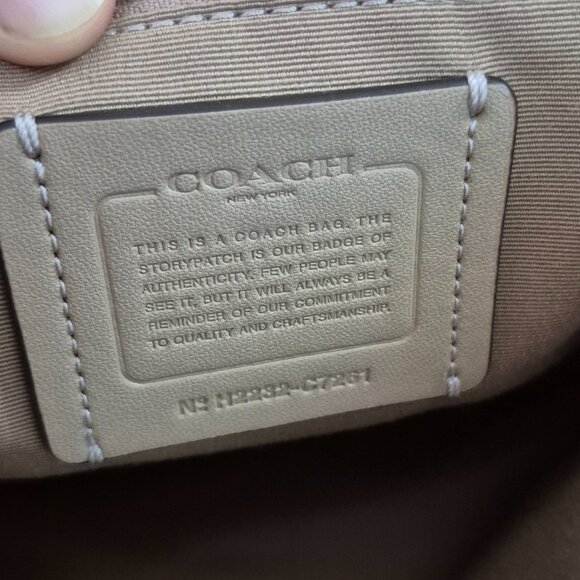 COACH
NEW YORK
THIS IS A COACH BAG. THE
STORYPATCH IS OUR BADGE OF
AUTHENTICITY. FEW PEOPLE MAY
SEE IT, BUT IT WILL ALWAYS BE A
REMINDER OF OUR COMMITMENT
TO QUALITY AND CRAFTSMANSHIP.
Nº H2232-C7261